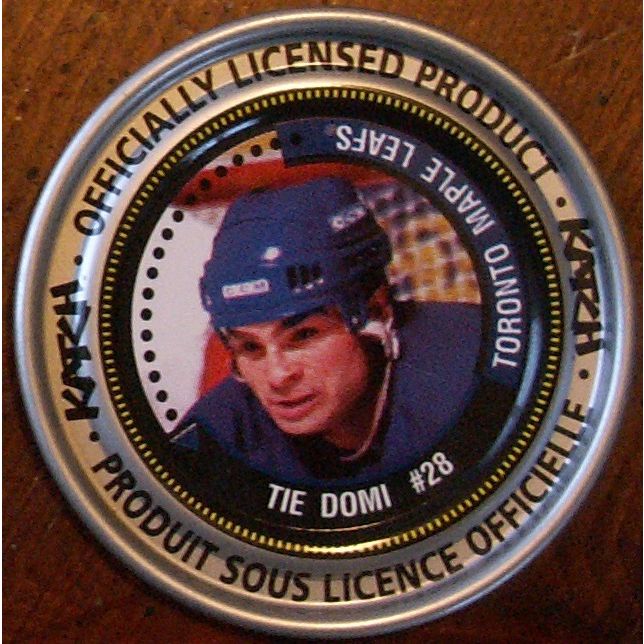 OFFICIALLY LICENSED PRODUCT
KATCH
PRODUIT SOUS LICENCE OFFICIELLE
KATCH
TORONTO MAPLE LEAFS
CCM
TIE DOMI #28